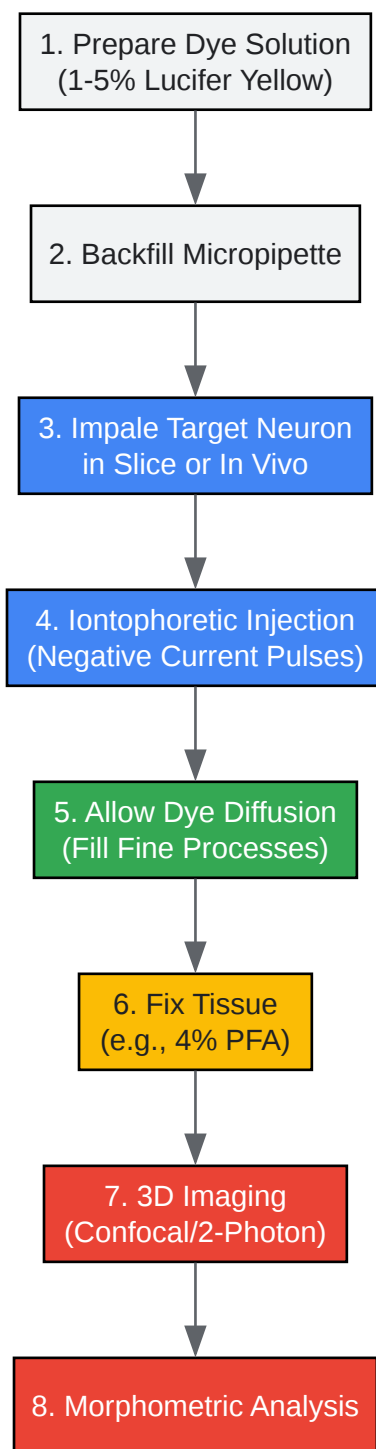 1. Prepare Dye Solution
(1-5% Lucifer Yellow)
2. Backfill Micropipette
3. Impale Target Neuron
in Slice or In Vivo
4. Iontophoretic Injection
(Negative Current Pulses)
5. Allow Dye Diffusion
(Fill Fine Processes)
6. Fix Tissue
(e.g., 4% PFA)
7. 3D Imaging
(Confocal/2-Photon)
8. Morphometric Analysis